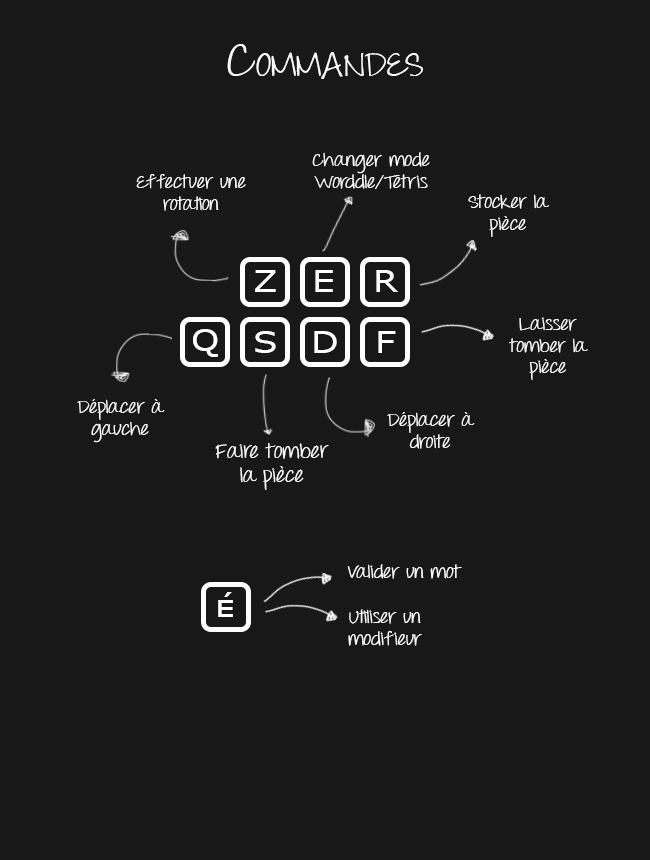 COMMANDES
Changer mode
Worddle/Tetris
Effectuer une
rotation
Stocker la
pièce
Z E R
Q S D F
Laisser
tomber la
pièce
Déplacer à
gauche
Faire tomber
la pièce
Déplacer à
droite
É
Valider un mot
Utiliser un
modifieur